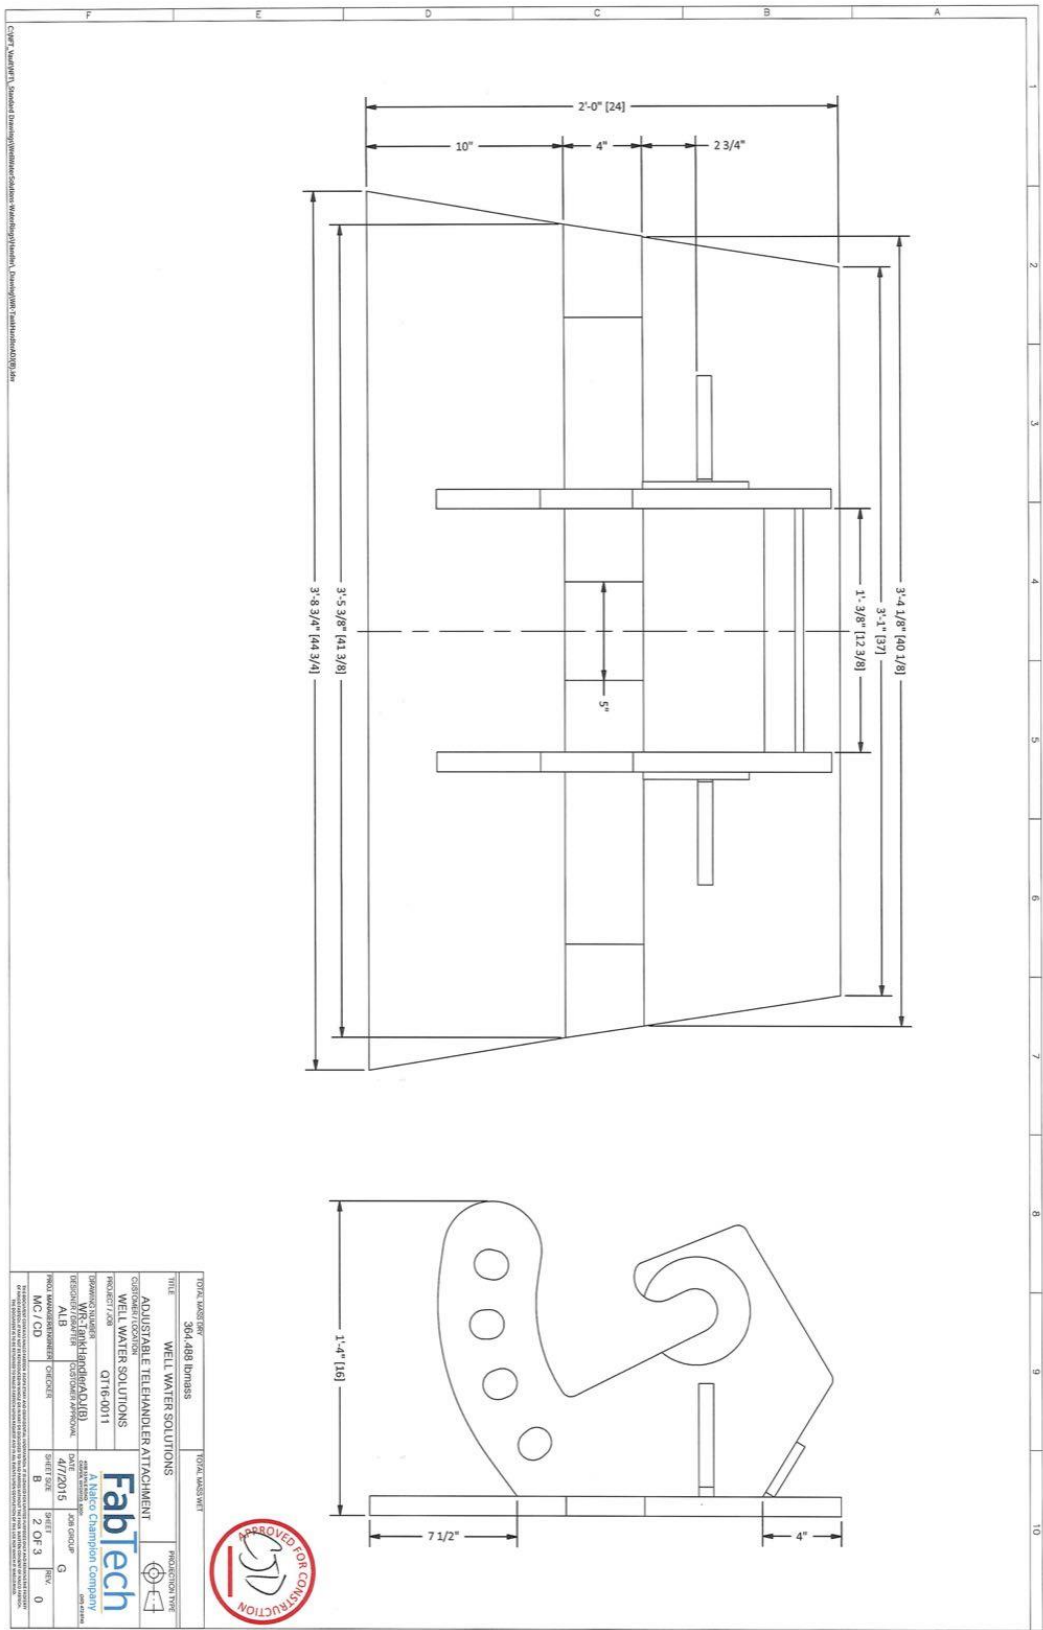 F
E
D
C
B
A
1
2
3
4
5
6
7
8
9
10
2'-0" [24]
10"
4"
2 3/4"
3'-8 3/4" [44 3/4]
3'-5 3/8" [41 3/8]
5"
1'- 3/8" [12 3/8]
3'-1" [37]
3'-4 1/8" [40 1/8]
1'-4" [16]
7 1/2"
4"
APPROVED FOR CONSTRUCTION
TOTAL MASS DRY
364.488 lbmass
TOTAL MASS WET
TITLE
WELL WATER SOLUTIONS
ADJUSTABLE TELEHANDLER ATTACHMENT
PROJECTION TYPE
CUSTOMER/LOCATION
WELL WATER SOLUTIONS
PROJECT / JOB
QT16-0011
DRAWING NUMBER
WR-TankHandlerADJ(B)
FabTech
A Nalco Champion Company
DESIGNER / DRAFTER
ALB
CUSTOMER APPROVAL
DATE
4/7/2015
JOB GROUP
G
PROJ. MANAGER/ENGINEER
MC / CD
CHECKER
SHEET SIZE
B
SHEET
2 OF 3
REV.
0